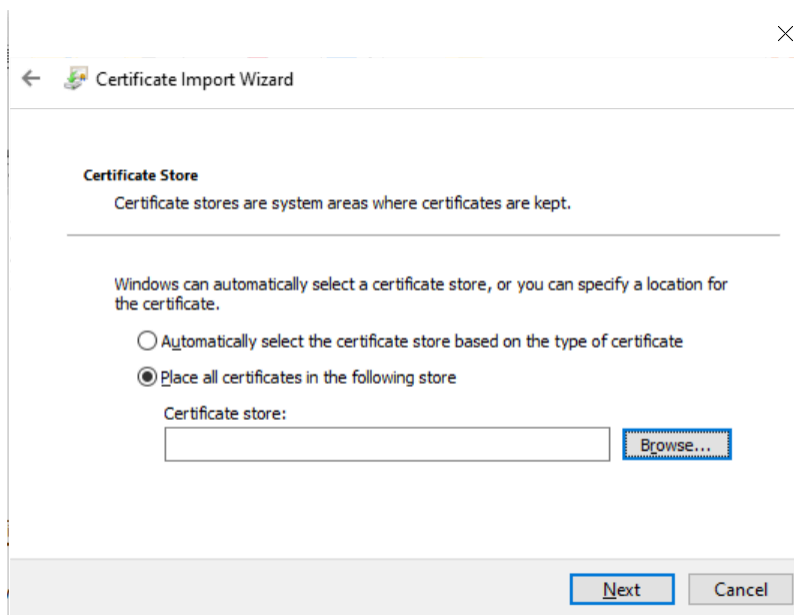 Certificate Import Wizard
Certificate Store
Certificate stores are system areas where certificates are kept.
Windows can automatically select a certificate store, or you can specify a location for
the certificate.
Automatically select the certificate store based on the type of certificate
Place all certificates in the following store
Certificate store:
Browse...
Next
Cancel